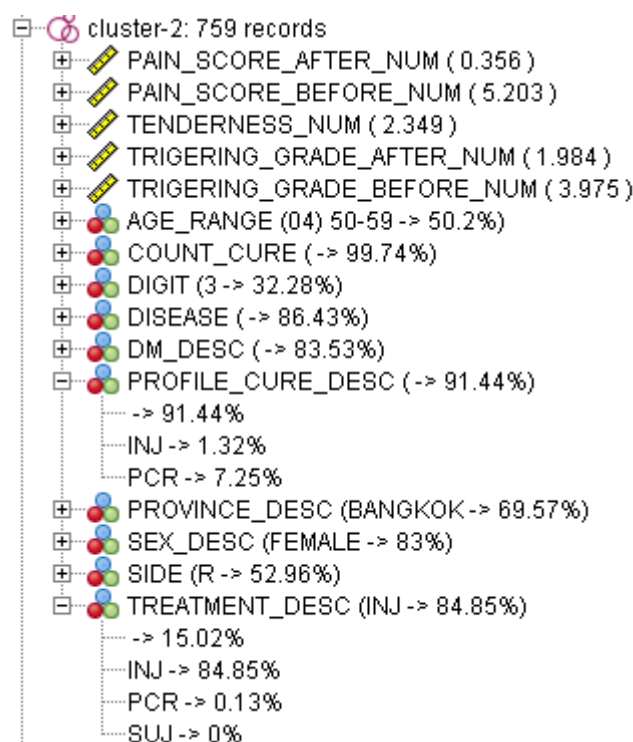 cluster-2: 759 records
PAIN_SCORE_AFTER_NUM ( 0.356 )
PAIN_SCORE_BEFORE_NUM ( 5.203 )
TENDERNESS_NUM ( 2.349 )
TRIGERING_GRADE_AFTER_NUM ( 1.984 )
TRIGERING_GRADE_BEFORE_NUM ( 3.975 )
AGE_RANGE (04) 50-59 -> 50.2%)
COUNT_CURE ( -> 99.74%)
DIGIT (3 -> 32.28%)
DISEASE ( -> 86.43%)
DM_DESC ( -> 83.53%)
PROFILE_CURE_DESC ( -> 91.44%)
-> 91.44%
INJ -> 1.32%
PCR -> 7.25%
PROVINCE_DESC (BANGKOK -> 69.57%)
SEX_DESC (FEMALE -> 83%)
SIDE (R -> 52.96%)
TREATMENT_DESC (INJ -> 84.85%)
-> 15.02%
INJ -> 84.85%
PCR -> 0.13%
SUJ -> 0%